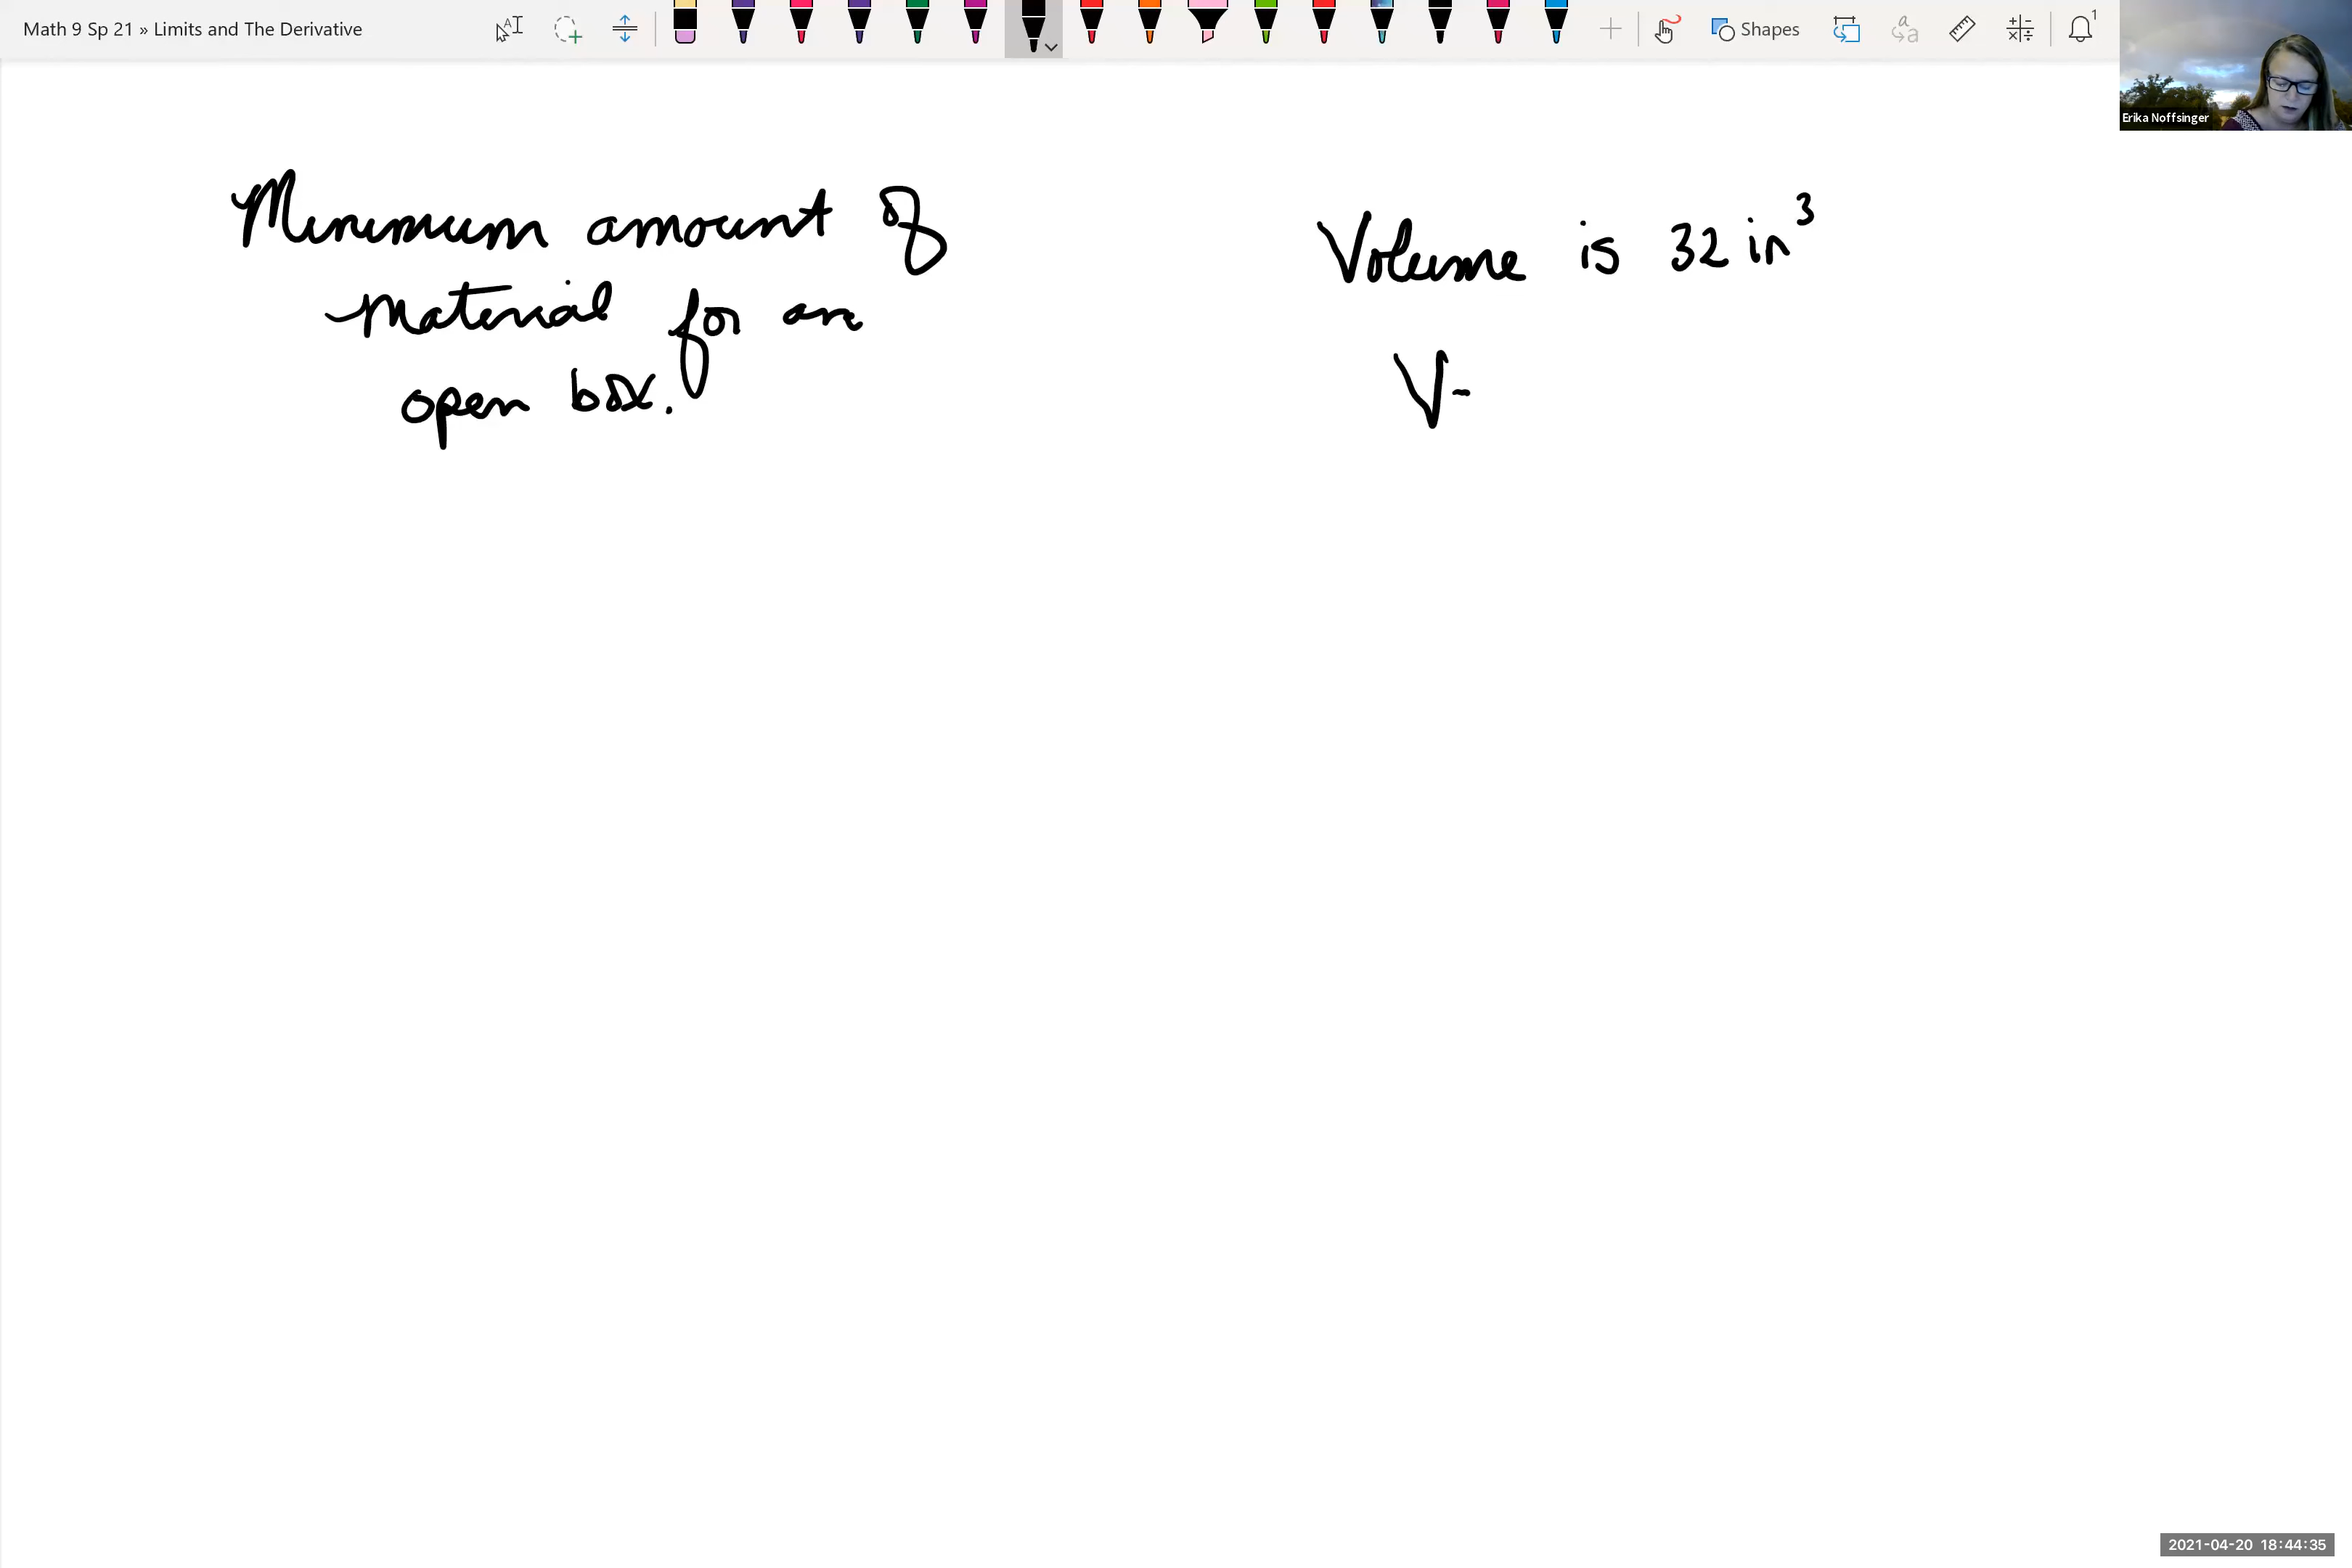 Math 9 Sp 21 » Limits and The Derivative
Shapes
1
Erika Noffsinger
Minimum amount of
material for an
open box.
Volume is 32 in³
V-
2021-04-20 18:44:35